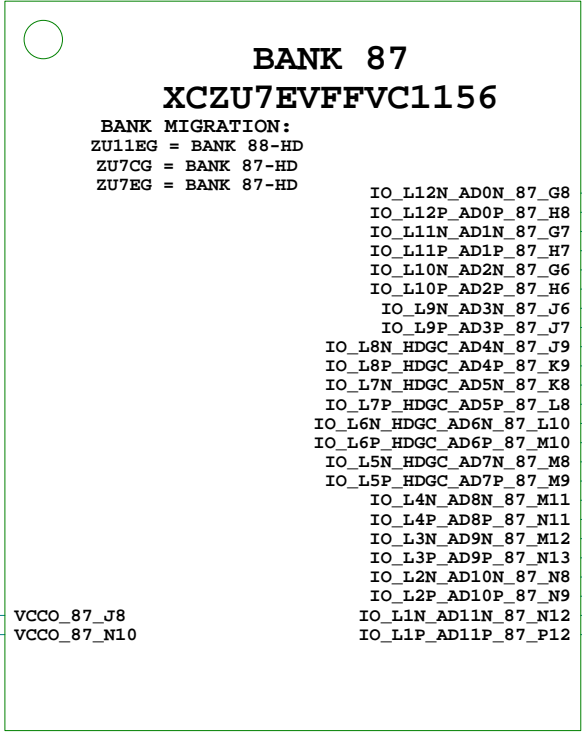 BANK 87
XCZU7EVFFVC1156
BANK MIGRATION:
ZU11EG = BANK 88-HD
ZU7CG = BANK 87-HD
ZU7EG = BANK 87-HD
IO_L12N_AD0N_87_G8
IO_L12P_AD0P_87_H8
IO_L11N_AD1N_87_G7
IO_L11P_AD1P_87_H7
IO_L10N_AD2N_87_G6
IO_L10P_AD2P_87_H6
IO_L9N_AD3N_87_J6
IO_L9P_AD3P_87_J7
IO_L8N_HDGC_AD4N_87_J9
IO_L8P_HDGC_AD4P_87_K9
IO_L7N_HDGC_AD5N_87_K8
IO_L7P_HDGC_AD5P_87_L8
IO_L6N_HDGC_AD6N_87_L10
IO_L6P_HDGC_AD6P_87_M10
IO_L5N_HDGC_AD7N_87_M8
IO_L5P_HDGC_AD7P_87_M9
IO_L4N_AD8N_87_M11
IO_L4P_AD8P_87_N11
IO_L3N_AD9N_87_M12
IO_L3P_AD9P_87_N13
IO_L2N_AD10N_87_N8
IO_L2P_AD10P_87_N9
VCCO_87_J8 IO_L1N_AD11N_87_N12
VCCO_87_N10 IO_L1P_AD11P_87_P12